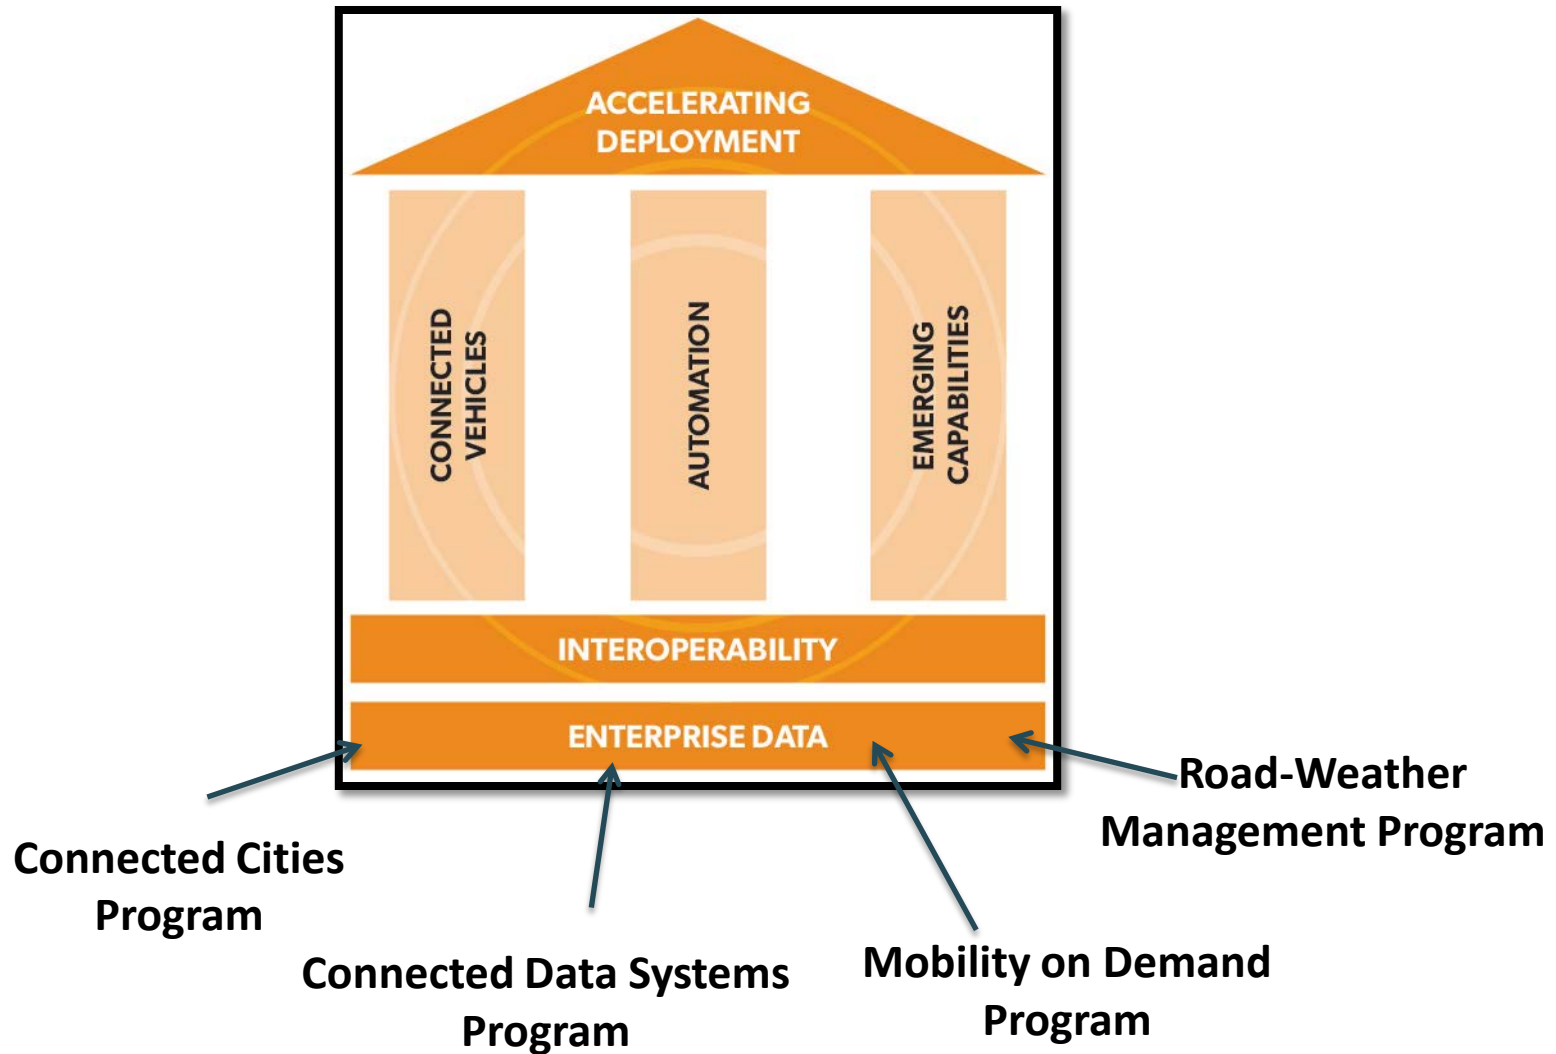 ACCELERATING
DEPLOYMENT
CONNECTED
VEHICLES
AUTOMATION
EMERGING
CAPABILITIES
INTEROPERABILITY
ENTERPRISE DATA
Road-Weather
Management Program
Connected Cities
Program
Connected Data Systems
Program
Mobility on Demand
Program